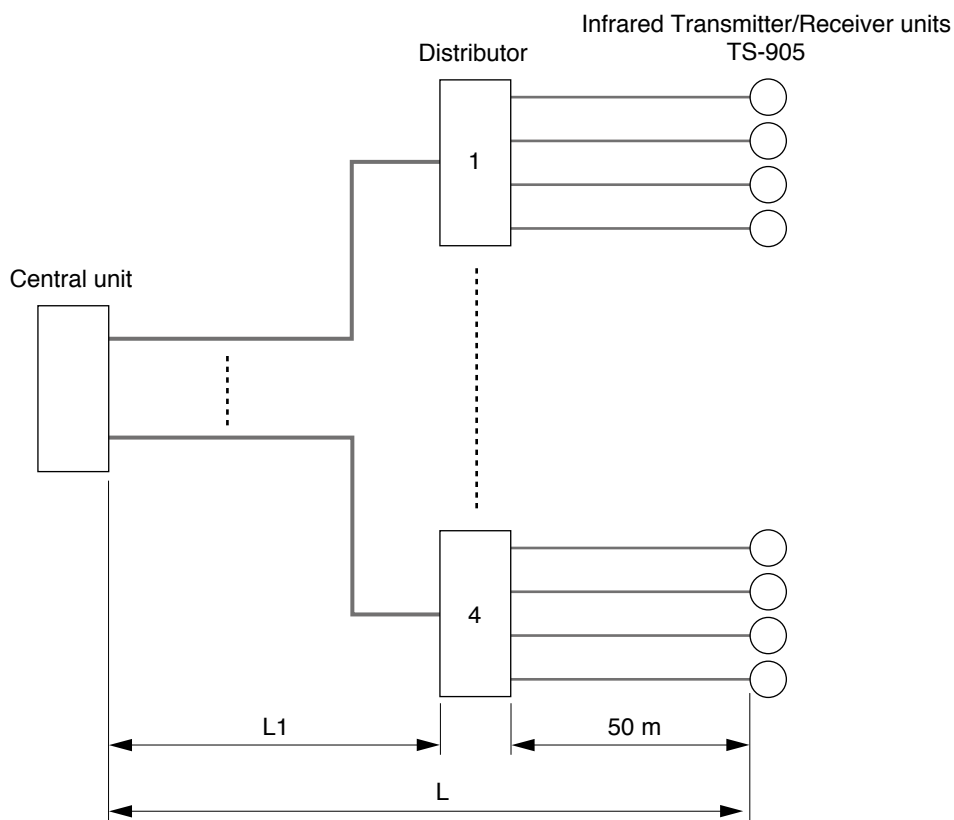 Infrared Transmitter/Receiver units
TS-905
Distributor
1
Central unit
4
L1
50 m
L